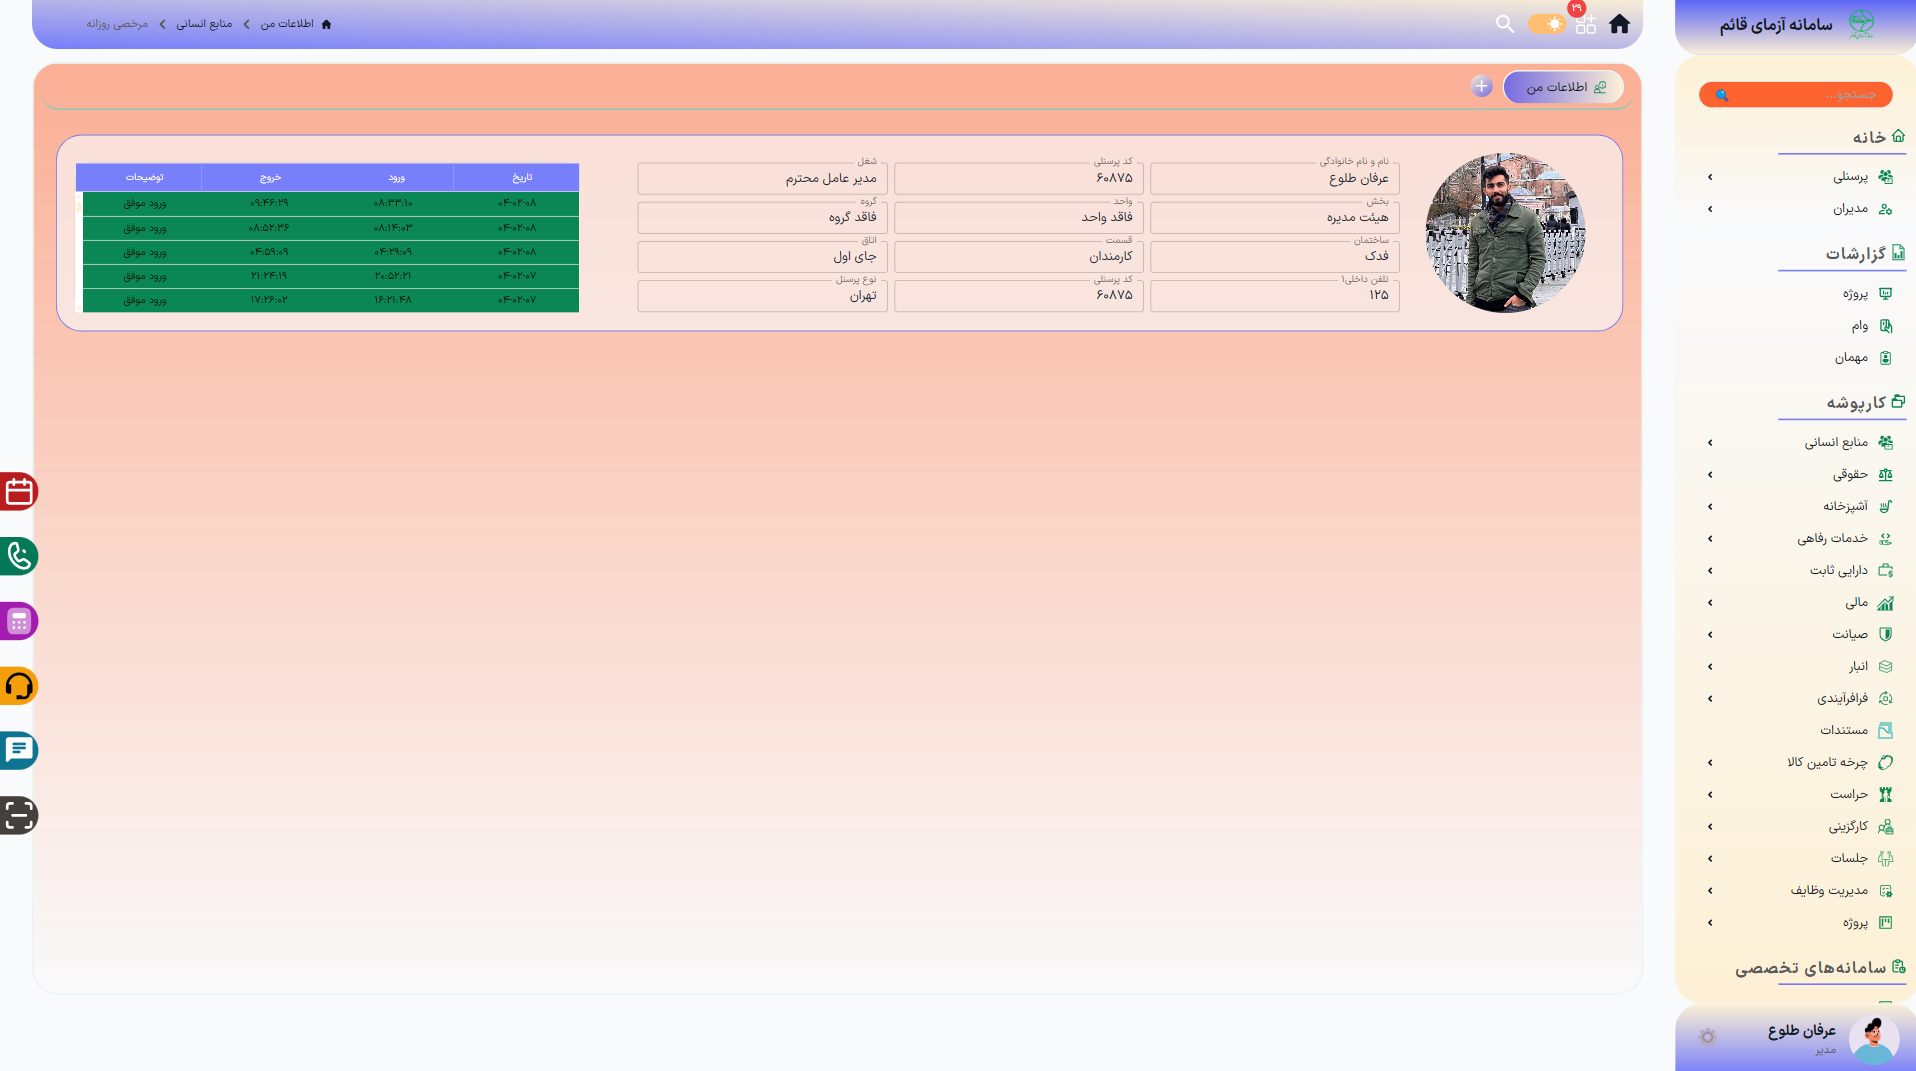 سامانه آزمای قائم
جستجو...
خانه
پرسنلی
مدیران
گزارشات
پروژه
وام
مهمان
کارپوشه
منابع انسانی
حقوقی
آشپزخانه
خدمات رفاهی
دارایی ثابت
مالی
صیانت
انبار
فرافرآیندی
مستندات
چرخه تامین کالا
حراست
کارگزینی
جلسات
مدیریت وظایف
پروژه
سامانه‌های تخصصی
عرفان طلوع
مدیر
۲۹
اطلاعات من
منابع انسانی
مرخصی روزانه
اطلاعات من
نام و نام خانوادگی
عرفان طلوع
کد پرسنلی
۶۰۸۷۵
شغل
مدیر عامل محترم
بخش
هیئت مدیره
واحد
فاقد واحد
گروه
فاقد گروه
ساختمان
فدک
قسمت
کارمندان
اتاق
جای اول
تلفن داخلی۱
۱۲۵
کد پرسنلی
۶۰۸۷۵
نوع پرسنل
تهران
تاریخ ورود خروج توضیحات
۰۴-۰۲-۰۸ ۰۸:۳۳:۱۰ ۰۹:۴۶:۲۹ ورود موفق
۰۴-۰۲-۰۸ ۰۸:۱۴:۰۳ ۰۸:۵۲:۳۶ ورود موفق
۰۴-۰۲-۰۸ ۰۴:۲۹:۰۹ ۰۴:۵۹:۰۹ ورود موفق
۰۴-۰۲-۰۷ ۲۰:۵۲:۲۱ ۲۱:۲۴:۱۹ ورود موفق
۰۴-۰۲-۰۷ ۱۶:۲۱:۴۸ ۱۷:۲۶:۰۲ ورود موفق